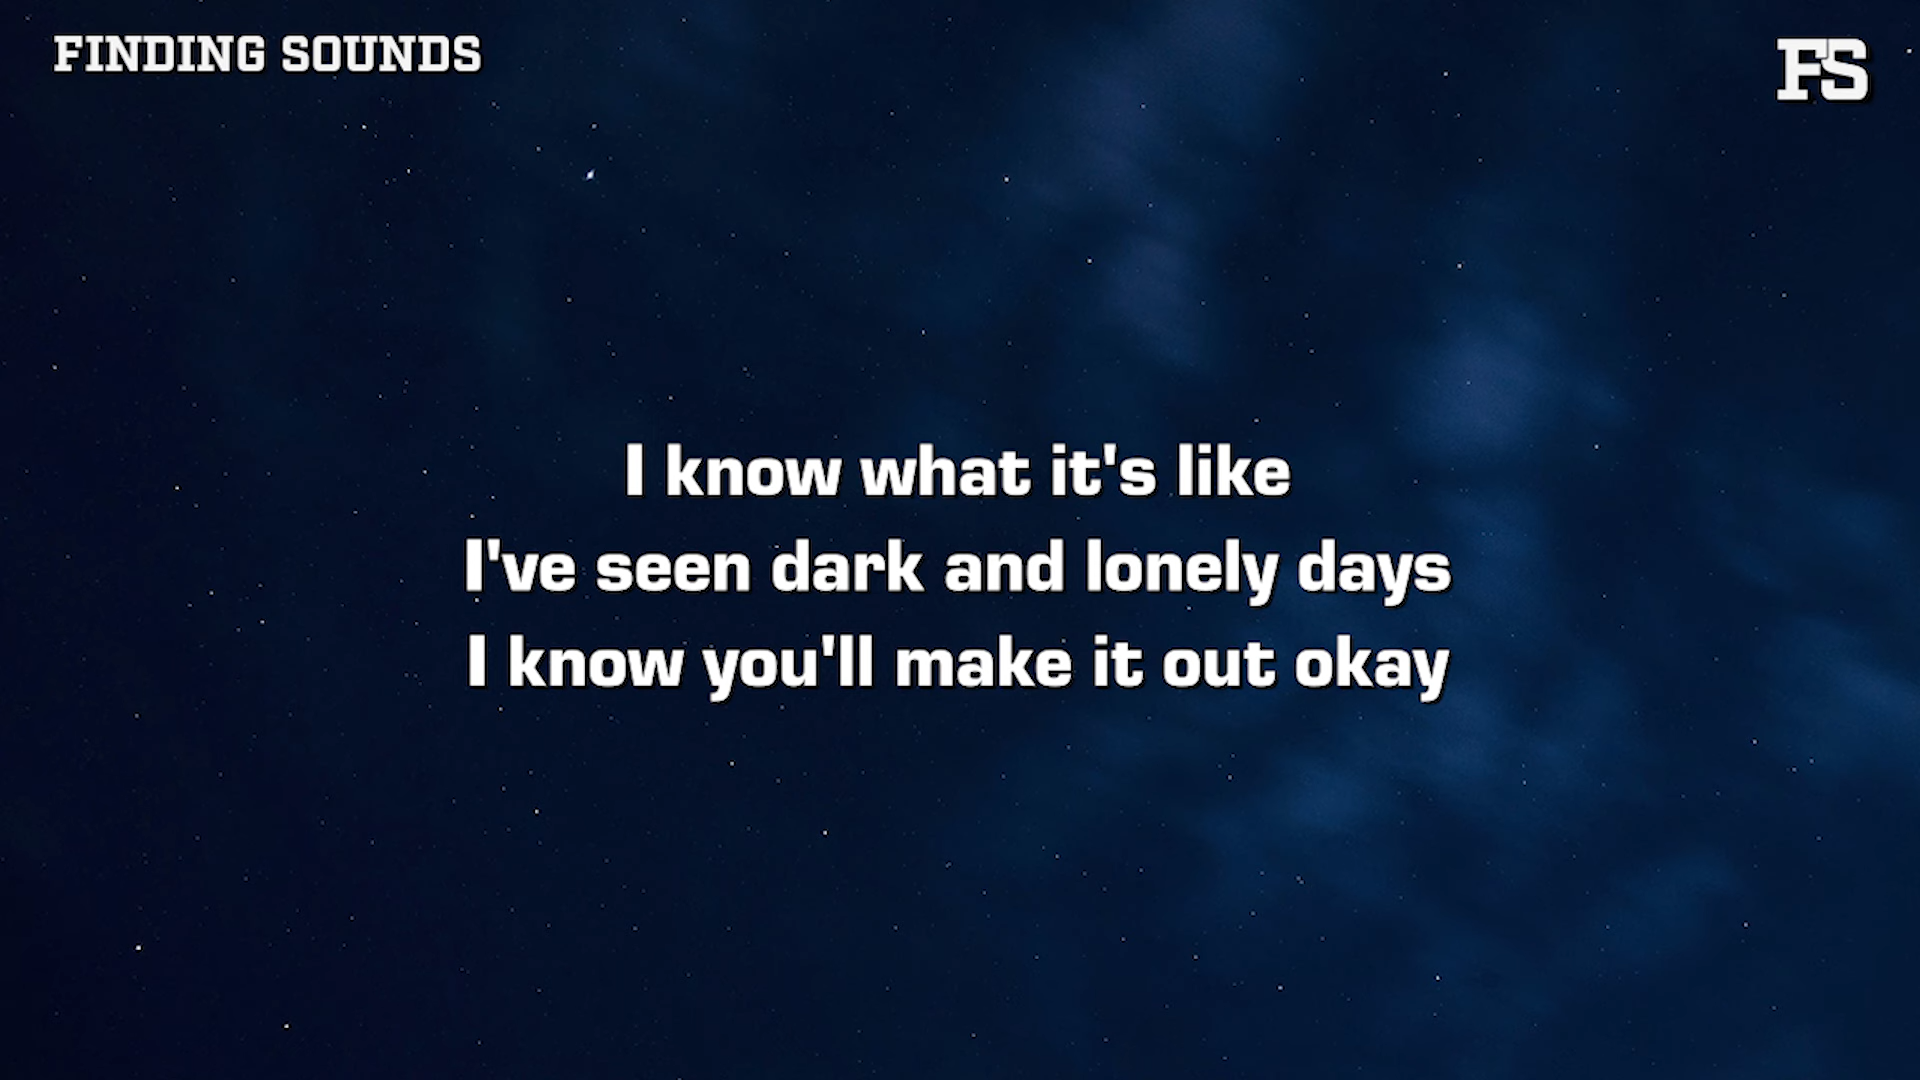 FINDING SOUNDS
FS
I know what it's like
I've seen dark and lonely days
I know you'll make it out okay